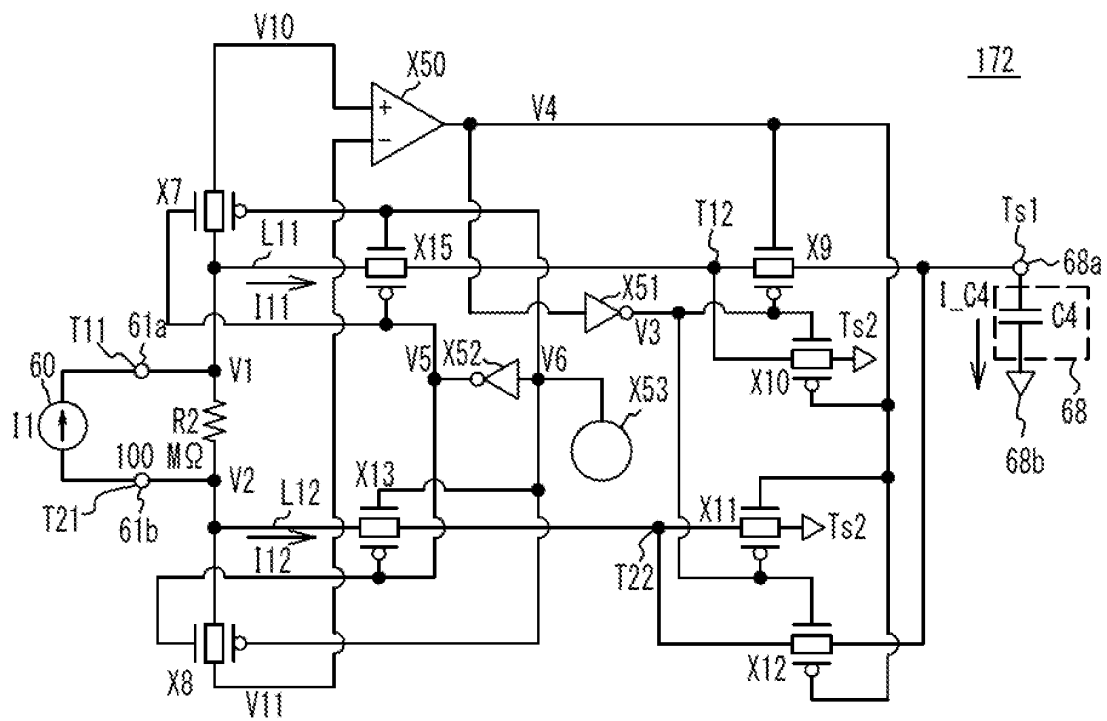 V10
X50
172
V4
X7
T12
Ts1
L11
X15
X9
68a
I11
X51
I_C4
C4
T11
61a
V3
Ts2
60
V1
V5
X52
V6
X10
X53
68
I1
R2
68b
100
MΩ
V2
X13
T21
61b
L12
X11
Ts2
I12
T22
X8
X12
V11